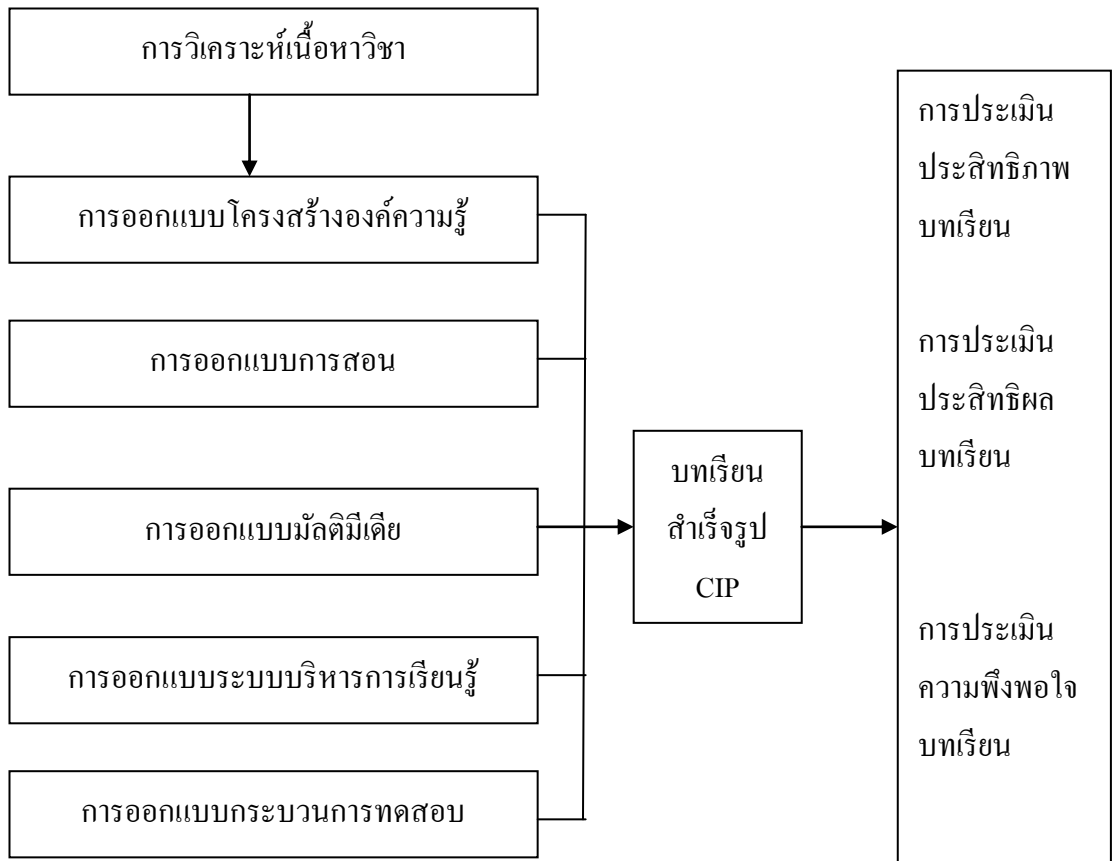 การวิเคราะห์เนื้อหาวิชา
การออกแบบโครงสร้างองค์ความรู้
การออกแบบการสอน
การออกแบบมัลติมีเดีย
การออกแบบระบบบริหารการเรียนรู้
การออกแบบกระบวนการทดสอบ
บทเรียน
สำเร็จรูป
CIP
การประเมิน
ประสิทธิภาพ
บทเรียน
การประเมิน
ประสิทธิผล
บทเรียน
การประเมิน
ความพึงพอใจ
บทเรียน